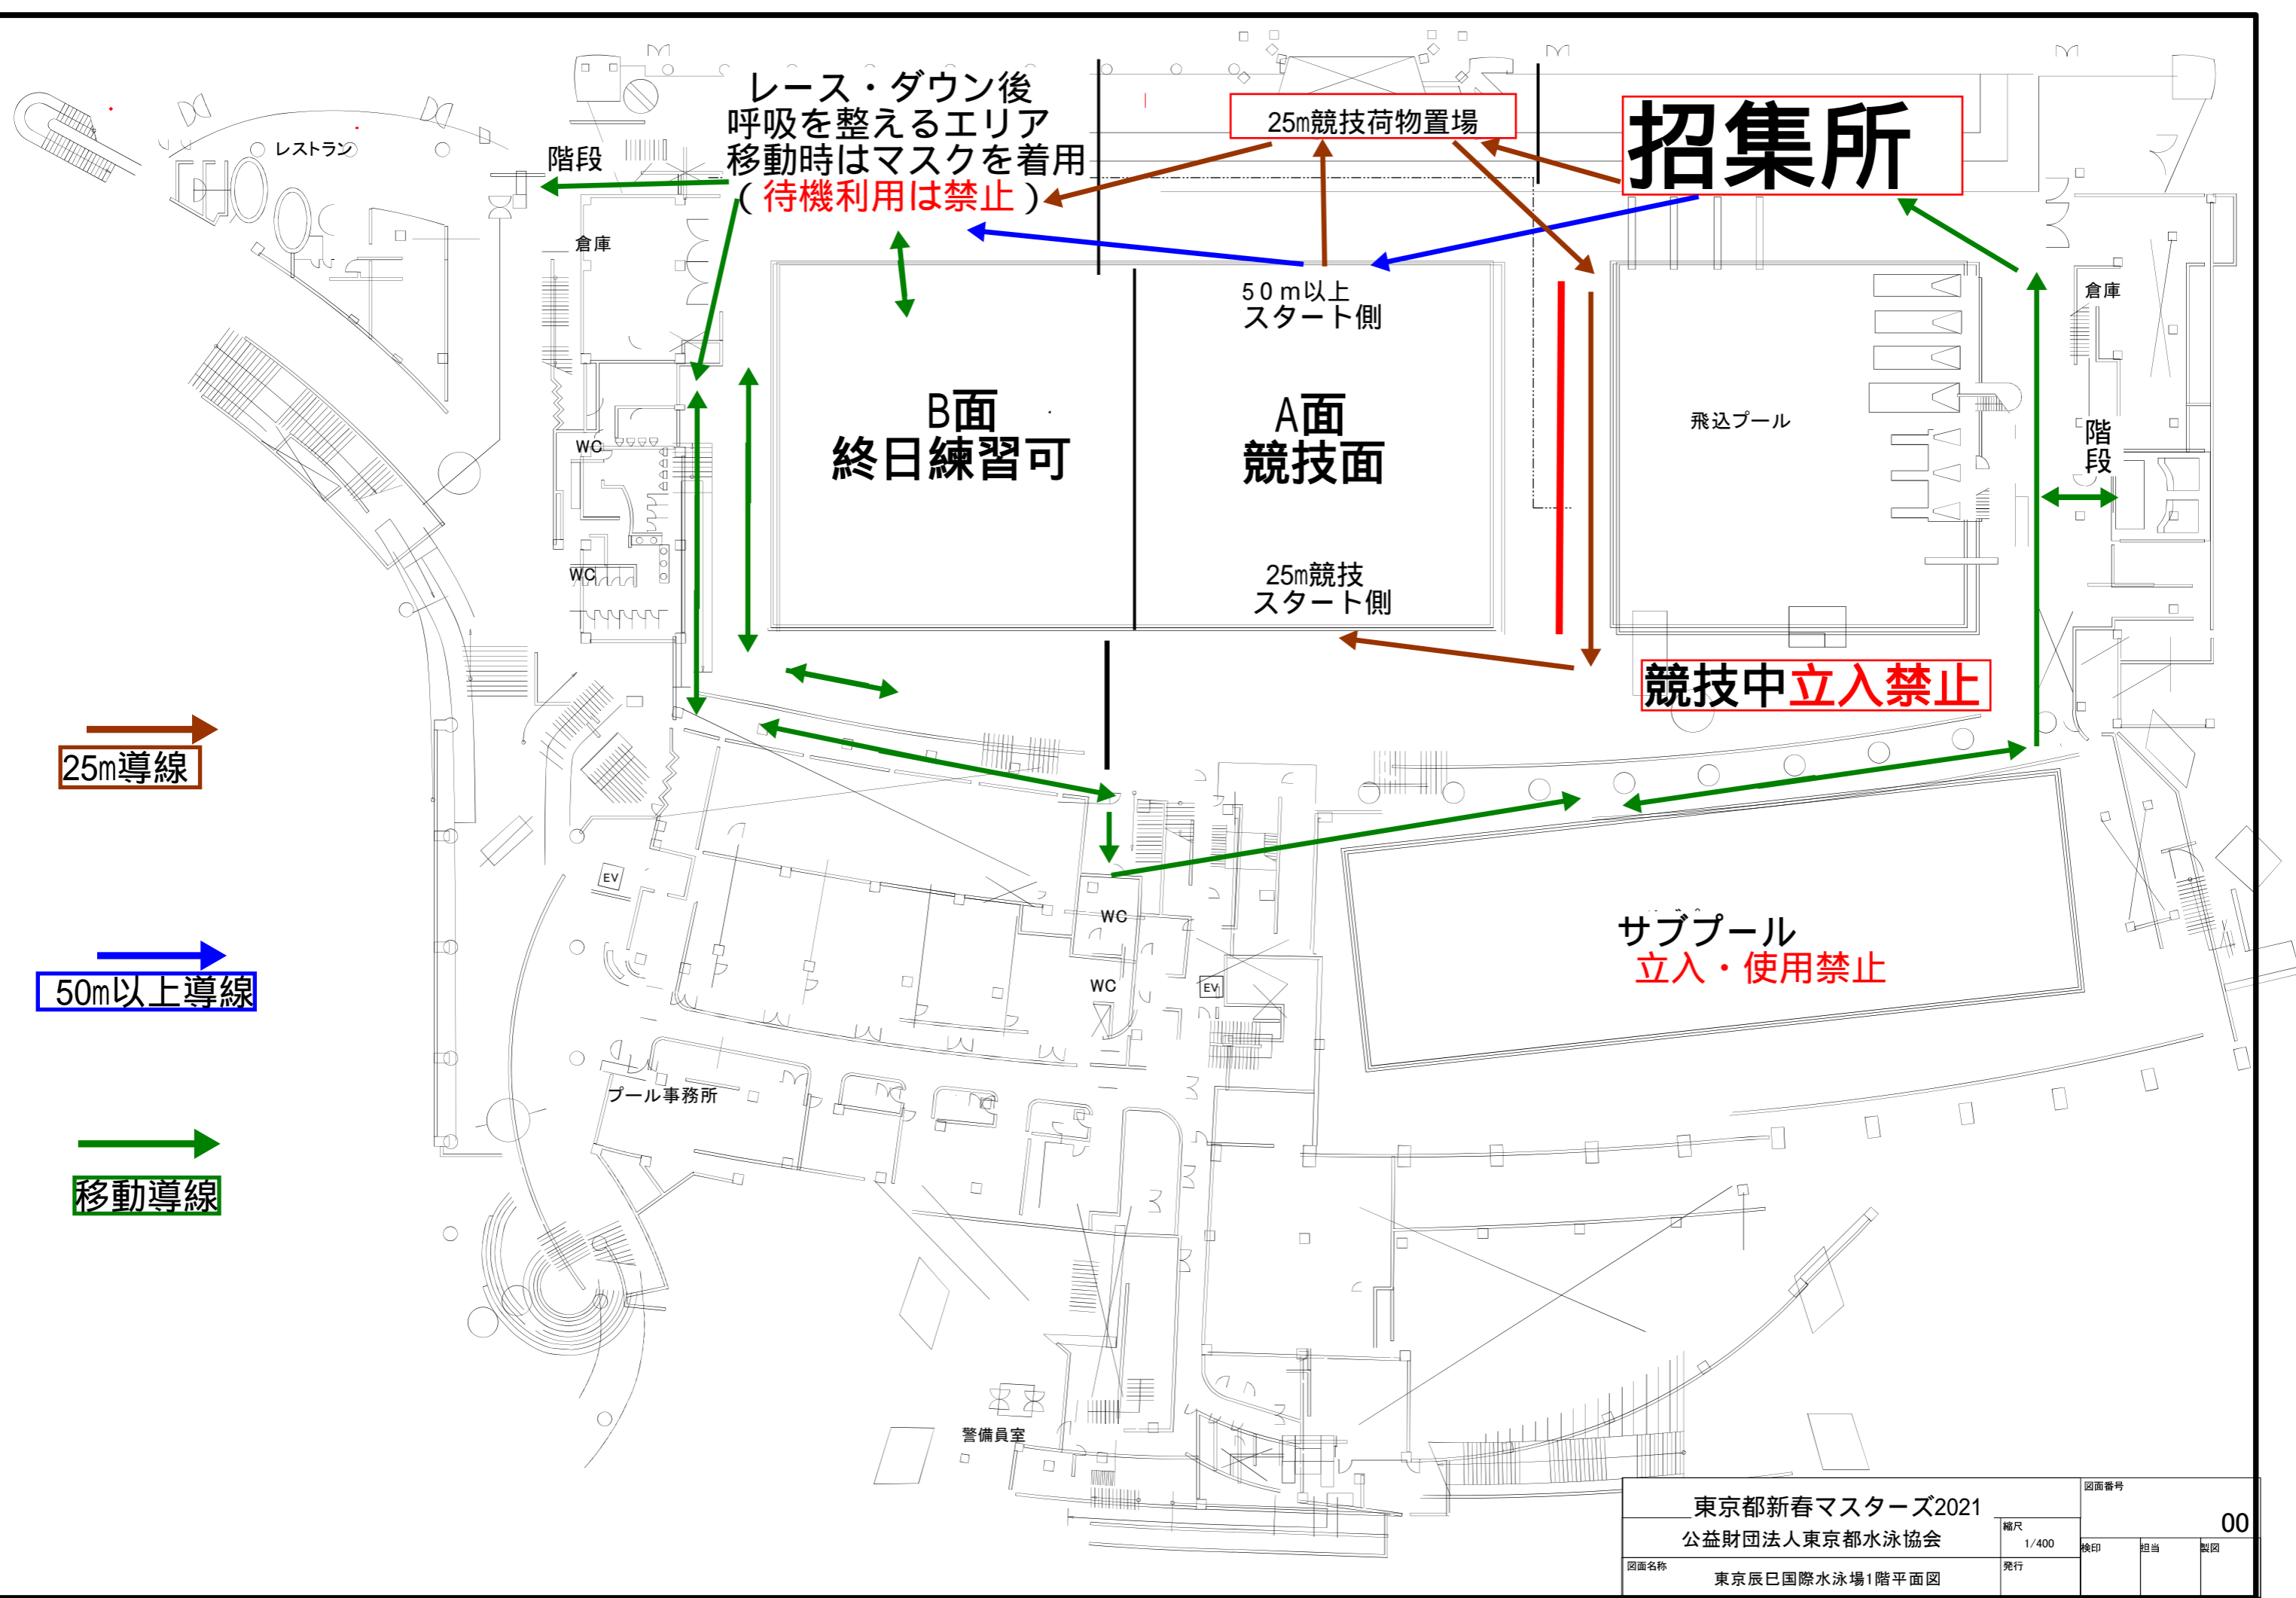 レース・ダウン後
呼吸を整えるエリア
移動時はマスクを着用
（待機利用は禁止）
25m競技荷物置場
招集所
レストラン
階段
倉庫
50m以上
スタート側
倉庫
B面
終日練習可
A面
競技面
飛込プール
階
段
WC
WC
25m競技
スタート側
競技中立入禁止
25m導線
EV
WC
サブプール
立入・使用禁止
WC
EV
50m以上導線
プール事務所
移動導線
警備員室
東京都新春マスターズ2021
公益財団法人東京都水泳協会
図面名称
東京辰巳国際水泳場1階平面図
縮尺
1/400
発行
図面番号
00
検印
担当
製図